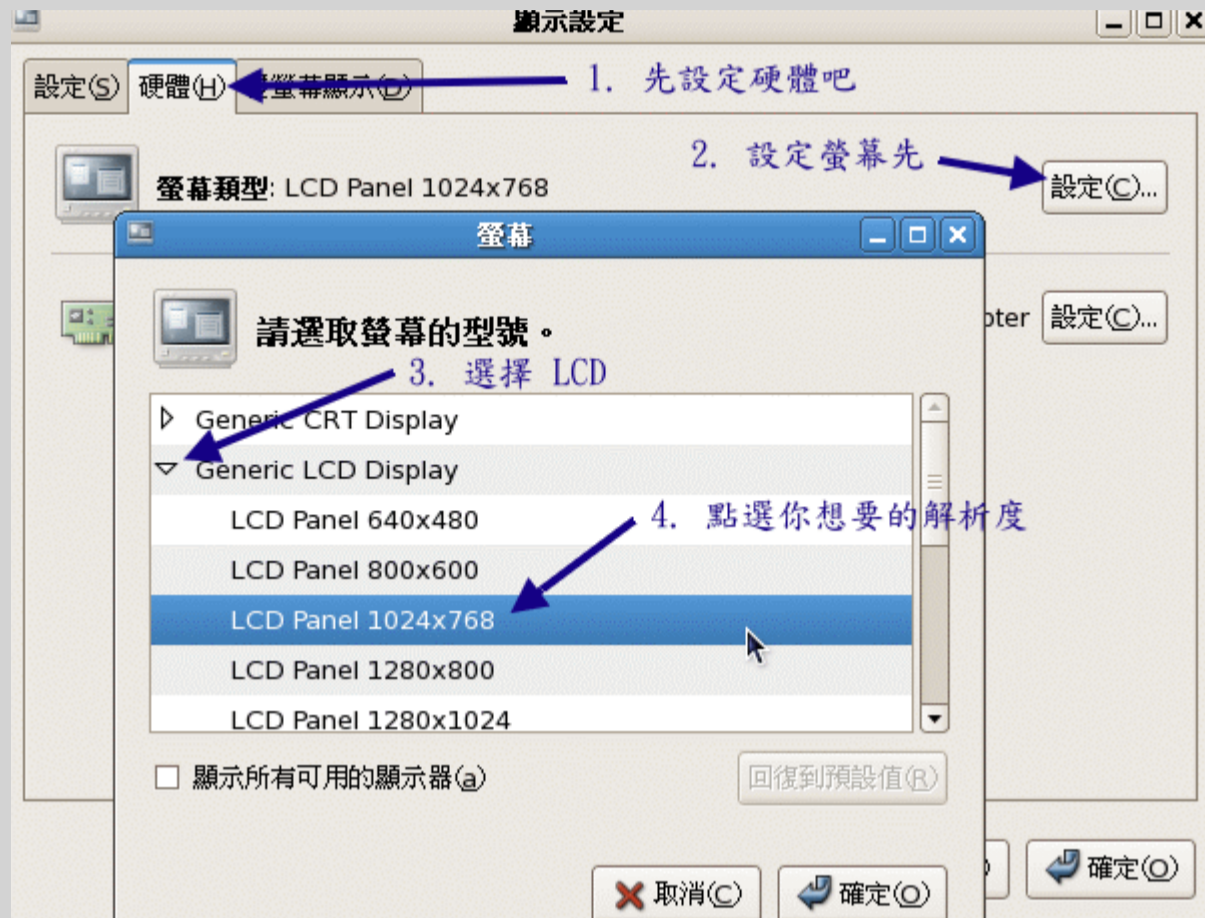 顯示設定
設定(S) 硬體(H) 螢幕顯示(D) 1. 先設定硬體吧
2. 設定螢幕先
螢幕類型: LCD Panel 1024x768 設定(C)...
螢幕
請選取螢幕的型號。
pter 設定(C)...
3. 選擇 LCD
Generic CRT Display
Generic LCD Display
LCD Panel 640x480
4. 點選你想要的解析度
LCD Panel 800x600
LCD Panel 1024x768
LCD Panel 1280x800
LCD Panel 1280x1024
顯示所有可用的顯示器(a) 回復到預設值(R)
確定(O)
取消(C) 確定(O)